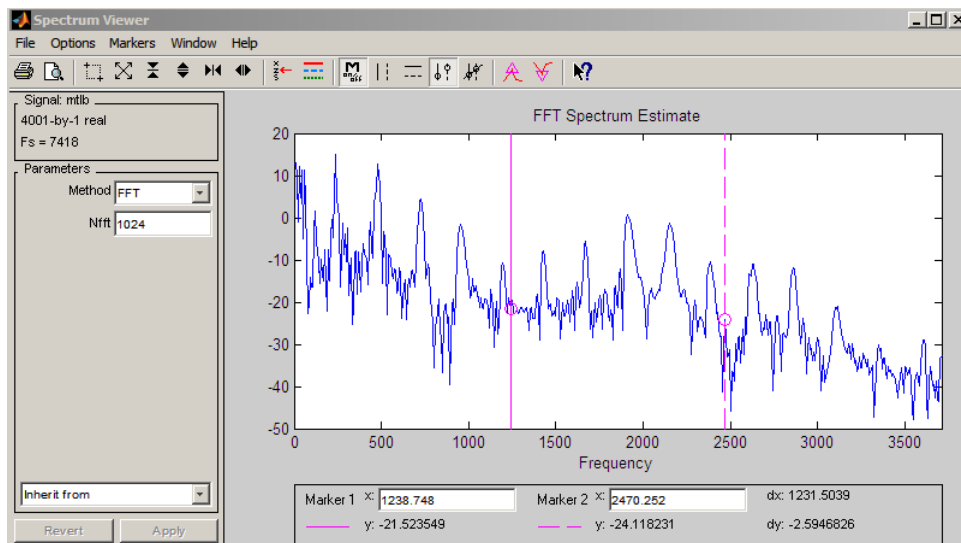 Spectrum Viewer
File Options Markers Window Help
Signal: mtlb
4001-by-1 real
Fs = 7418
Parameters
Method FFT
Nfft 1024
Inherit from
Revert Apply
FFT Spectrum Estimate
20
10
0
-10
-20
-30
-40
-50
0 500 1000 1500 2000 2500 3000 3500
Frequency
Marker 1 x: 1238.748 Marker 2 x: 2470.252 dx: 1231.5039
y: -21.523549 y: -24.118231 dy: -2.5946826